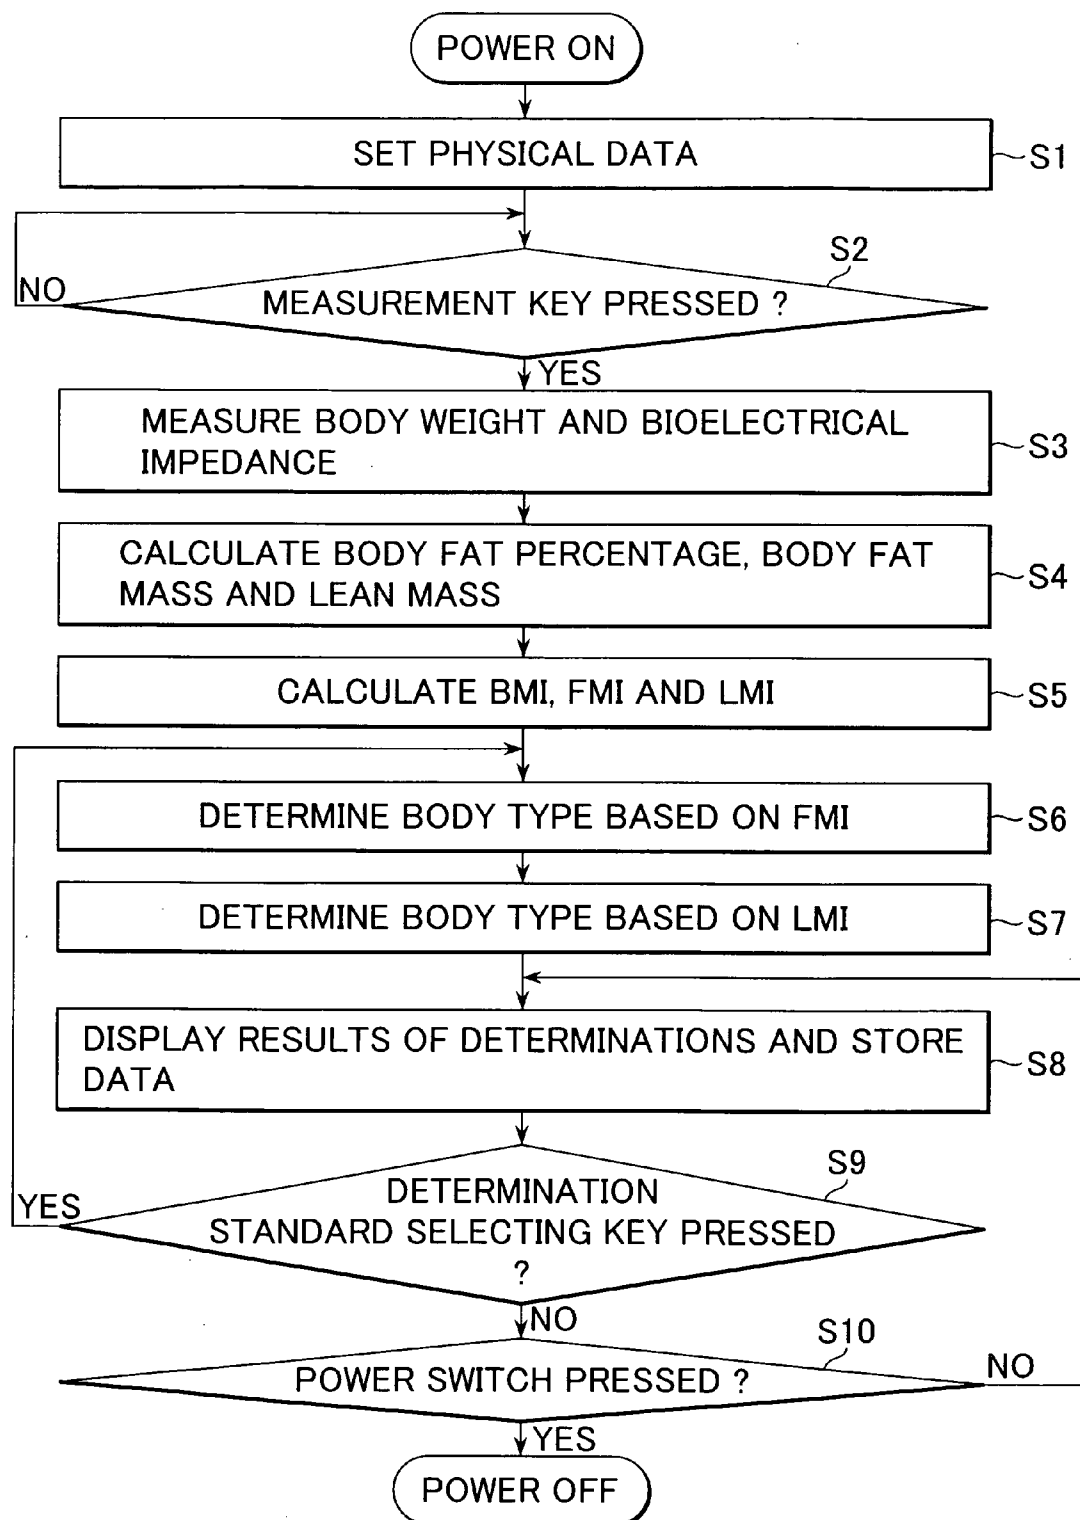 POWER ON
SET PHYSICAL DATA
S1
S2
NO
MEASUREMENT KEY PRESSED ?
YES
MEASURE BODY WEIGHT AND BIOELECTRICAL
IMPEDANCE
S3
CALCULATE BODY FAT PERCENTAGE, BODY FAT
MASS AND LEAN MASS
S4
CALCULATE BMI, FMI AND LMI
S5
DETERMINE BODY TYPE BASED ON FMI
S6
DETERMINE BODY TYPE BASED ON LMI
S7
DISPLAY RESULTS OF DETERMINATIONS AND STORE
DATA
S8
S9
YES
DETERMINATION
STANDARD SELECTING KEY PRESSED
?
NO
S10
POWER SWITCH PRESSED ?
NO
YES
POWER OFF